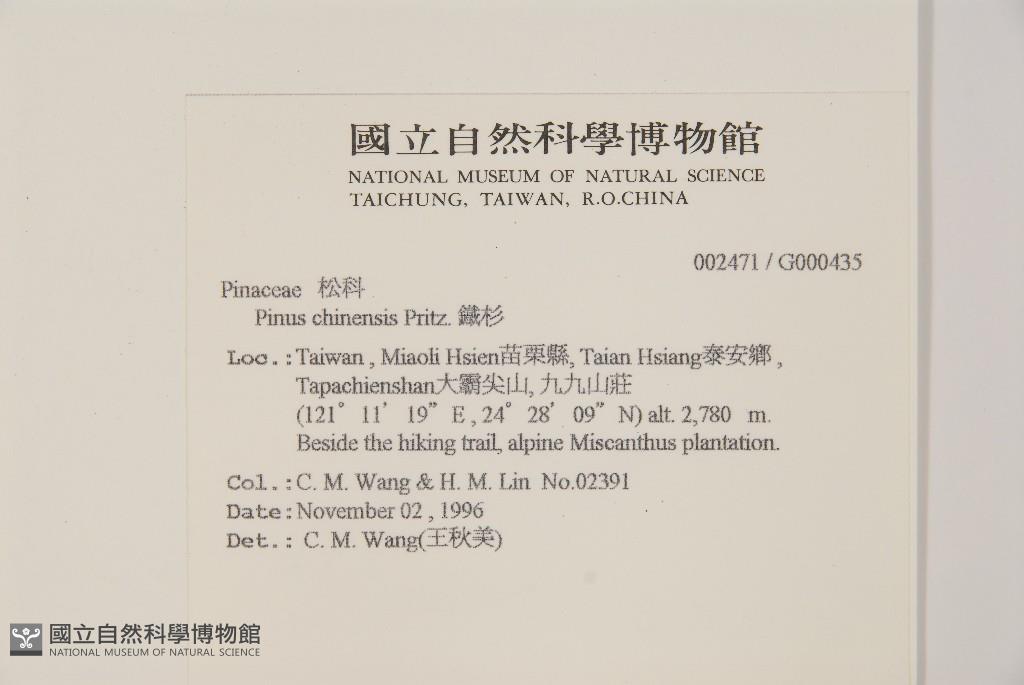 國立自然科學博物館
NATIONAL MUSEUM OF NATURAL SCIENCE
TAICHUNG, TAIWAN, R.O.CHINA
002471 / G000435
Pinaceae 松科
Pinus chinensis Pritz. 鐵杉
Loc.: Taiwan , Miaoli Hsien苗栗縣, Taian Hsiang泰安鄉 ,
Tapachienshan大霸尖山, 九九山莊
(121° 11' 19" E , 24° 28' 09" N) alt. 2,780 m.
Beside the hiking trail, alpine Miscanthus plantation.
Col.: C. M. Wang & H. M. Lin No.02391
Date: November 02 , 1996
Det.: C. M. Wang(王秋美)
國立自然科學博物館
NATIONAL MUSEUM OF NATURAL SCIENCE